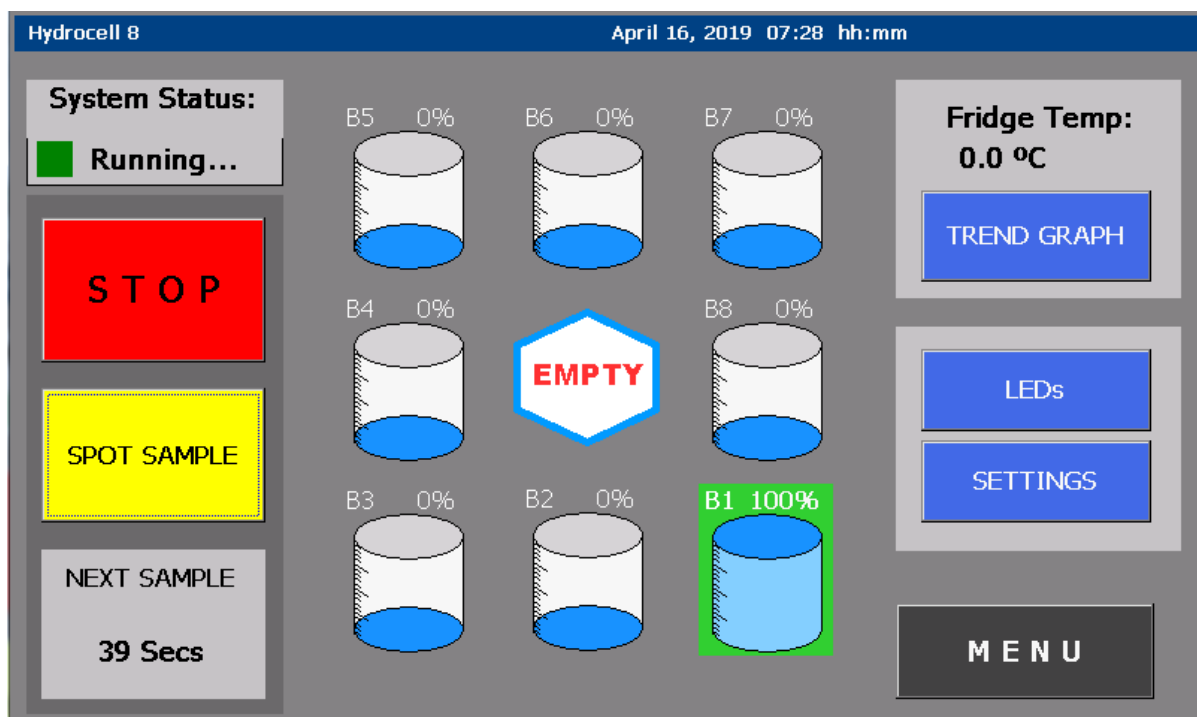 Hydrocell 8
April 16, 2019 07:28 hh:mm
System Status:
Running...
S T O P
SPOT SAMPLE
NEXT SAMPLE
39 Secs
B5 0%
B6 0%
B7 0%
B4 0%
EMPTY
B8 0%
B3 0%
B2 0%
B1 100%
Fridge Temp:
0.0 ºC
TREND GRAPH
LEDs
SETTINGS
M E N U